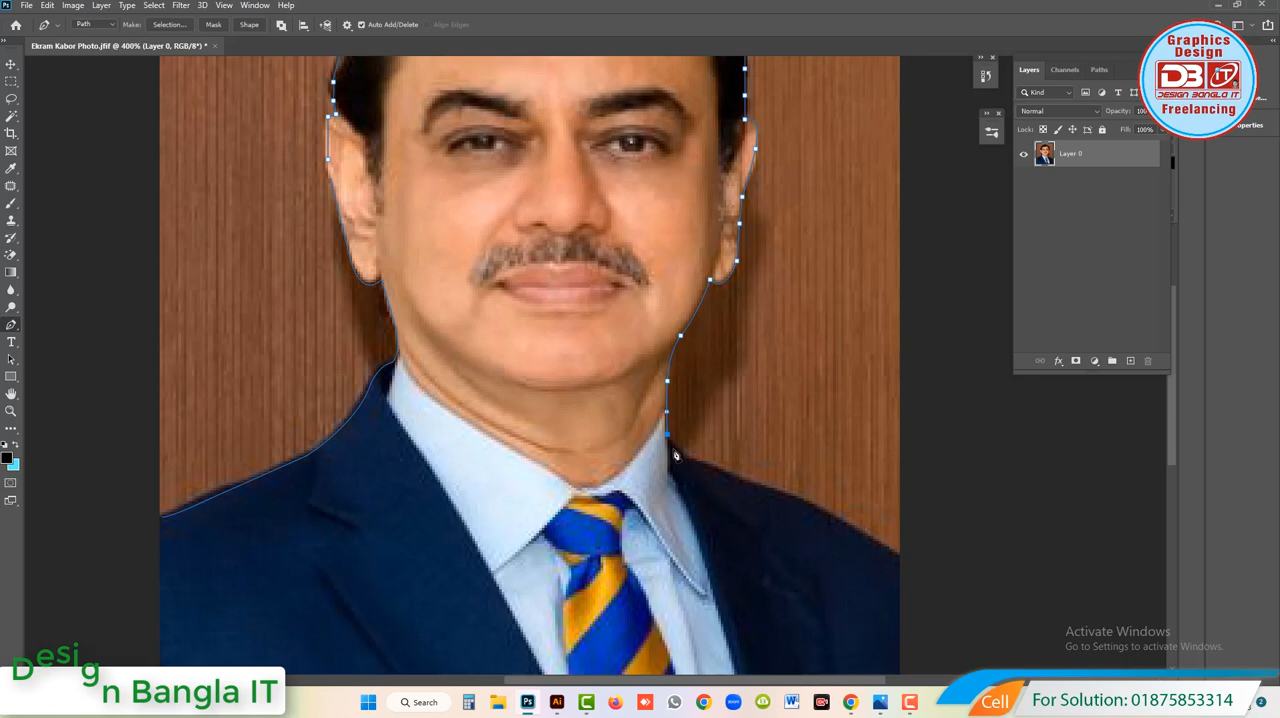 File Edit Image Layer Type Select Filter 3D View Window Help
Path Make: Selection... Mask Shape Auto Add/Delete Align Edges
Ekram Kabor Photo.jfif @ 400% (Layer 0, RGB/8*) *
Graphics
Design
DB iT
DESIGN BANGLA IT
Freelancing
Layers Channels Paths
Kind
Normal Opacity:
Lock: Fill: 100%
Layer 0
Activate Windows
Go to Settings to activate Windows.
Design Bangla IT
Search
Cell
For Solution: 01875853314